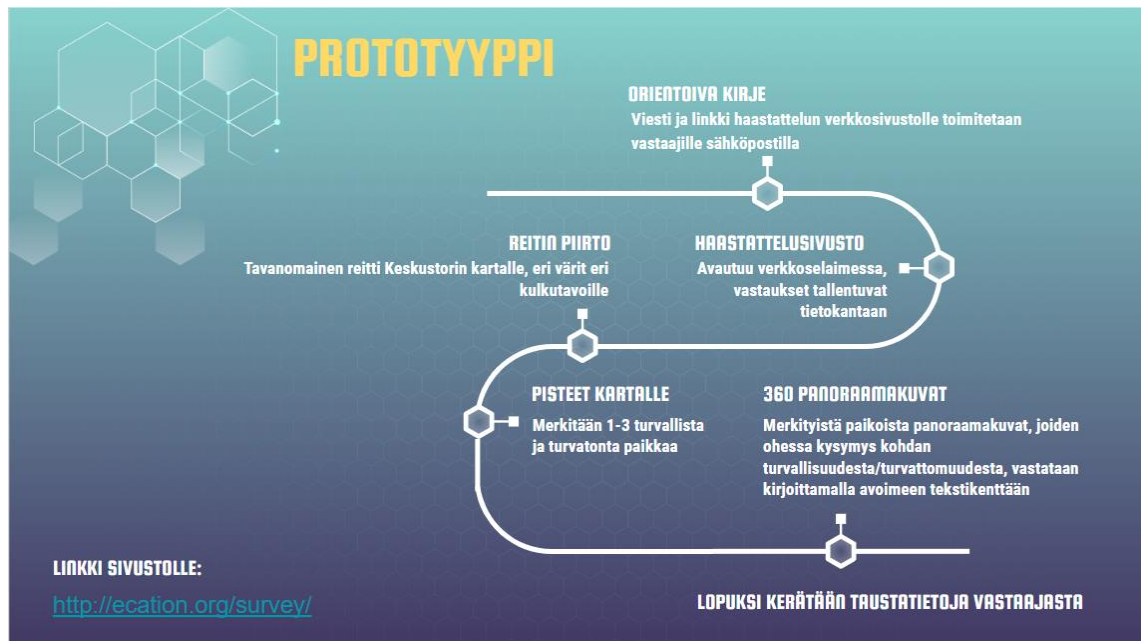 PROTOTYYPPI
ORIENTOIVA KIRJE
Viesti ja linkki haastattelun verkkosivustolle toimitetaan
vastaajille sähköpostilla
HAASTATTELUSIVUSTO
Avautuu verkkoselaimessa,
vastaukset tallentuvat
tietokantaan
REITIN PIIRTO
Tavanomainen reitti Keskustorin kartalle, eri värit eri
kulkutavoille
PISTEET KARTALLE
Merkitään 1-3 turvallista
ja turvatonta paikkaa
360 PANORAAMAKUVAT
Merkityistä paikoista panoraamakuvat, joiden
ohessa kysymys kohdan
turvallisuudesta/turvattomuudesta, vastataan
kirjoittamalla avoimeen tekstikenttään
LOPUKSI KERÄTÄÄN TAUSTATIETOJA VASTAAJASTA
LINKKI SIVUSTOLLE:
http://ecation.org/survey/